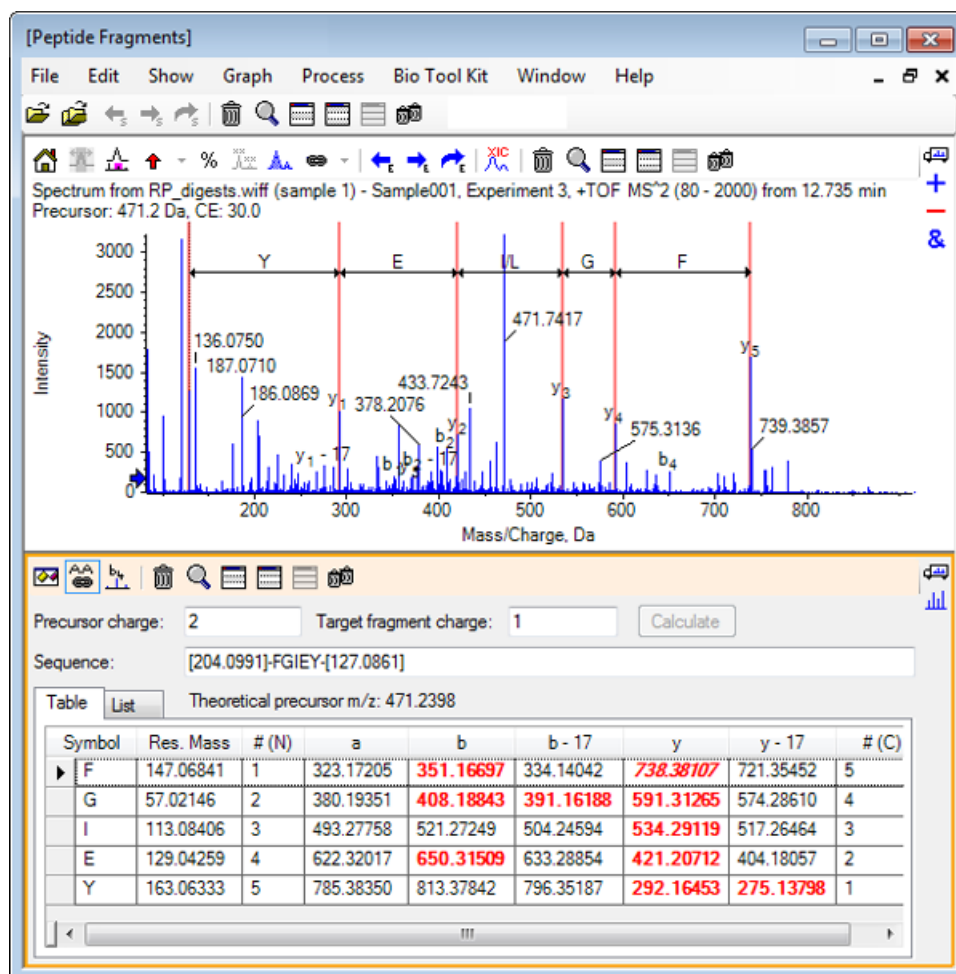 [Peptide Fragments]
File Edit Show Graph Process Bio Tool Kit Window Help
% XIC
Spectrum from RP_digests.wiff (sample 1) - Sample001, Experiment 3, +TOF MS^2 (80 - 2000) from 12.735 min
Precursor: 471.2 Da, CE: 30.0
Y E I/L G F
3000
2500
2000
1500
1000
500
0
Intensity
136.0750
187.0710
186.0869
y1
y1 - 17
378.2076
433.7243
b2
y2
471.7417
y3
y4
575.3136
b4
y5
739.3857
200 300 400 500 600 700 800
Mass/Charge, Da
Precursor charge: 2 Target fragment charge: 1 Calculate
Sequence: [204.0991]-FGIEY-[127.0861]
Table List Theoretical precursor m/z: 471.2398
Symbol Res. Mass # (N) a b b - 17 y y - 17 # (C)
F 147.06841 1 323.17205 351.16697 334.14042 738.38107 721.35452 5
G 57.02146 2 380.19351 408.18843 391.16188 591.31265 574.28610 4
I 113.08406 3 493.27758 521.27249 504.24594 534.29119 517.26464 3
E 129.04259 4 622.32017 650.31509 633.28854 421.20712 404.18057 2
Y 163.06333 5 785.38350 813.37842 796.35187 292.16453 275.13798 1